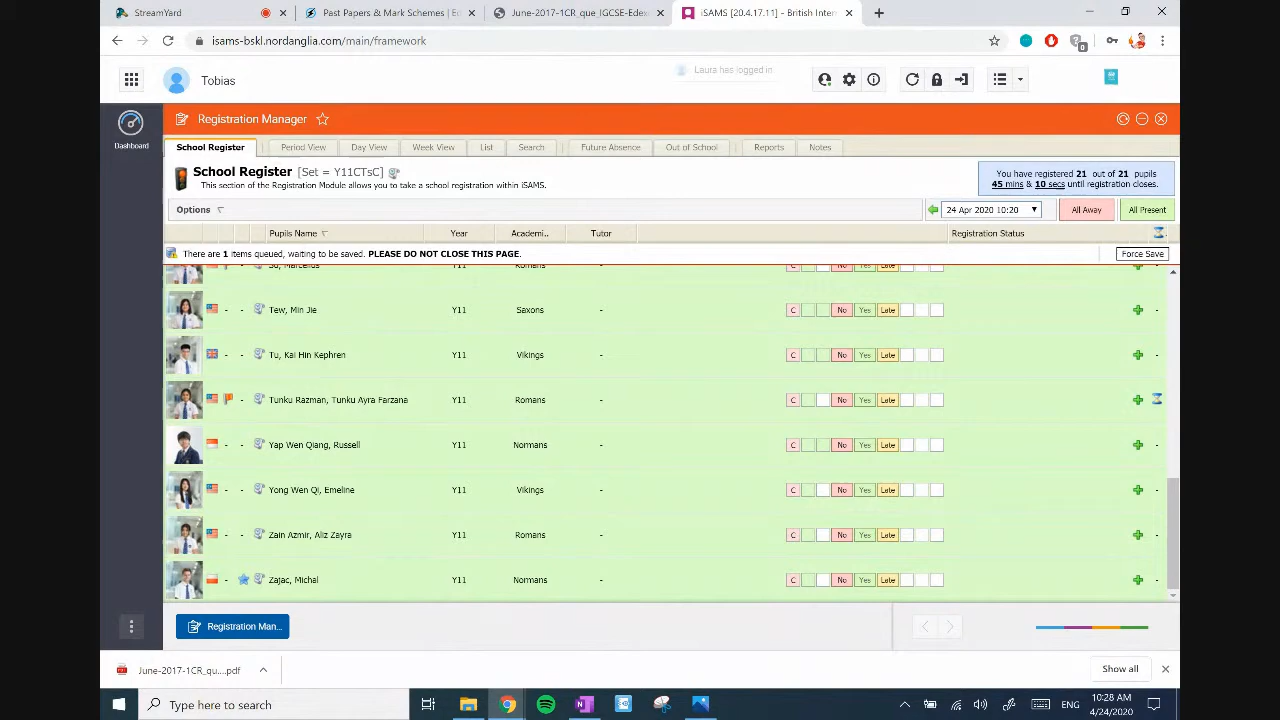 StreamYard
Past Papers & Mark Schemes | Ed
June-2017-1CR_que_IGCSE-Edex
iSAMS [20.4.17.11] - British Inter
isams-bskl.nordanglia.com/main/framework
0
Tobias
Laura has logged in
Dashboard
Registration Manager
School Register
Period View
Day View
Week View
List
Search
Future Absence
Out of School
Reports
Notes
School Register [Set = Y11CTsC]
This section of the Registration Module allows you to take a school registration within iSAMS.
You have registered 21 out of 21 pupils
45 mins & 10 secs until registration closes.
Options
24 Apr 2020 10:20
All Away
All Present
Pupils Name
Year
Academi..
Tutor
Registration Status
There are 1 items queued, waiting to be saved. PLEASE DO NOT CLOSE THIS PAGE.
Force Save
Su, Marcellus Y11 Romans - C No Yes Late
- - Tew, Min Jie Y11 Saxons - C No Yes Late -
- - Tu, Kai Hin Kephren Y11 Vikings - C No Yes Late -
- Tunku Razman, Tunku Ayra Farzana Y11 Romans - C No Yes Late
- - Yap Wen Qiang, Russell Y11 Normans - C No Yes Late -
- - Yong Wen Qi, Emeline Y11 Vikings - C No Yes Late -
- - Zain Azmir, Aliz Zayra Y11 Romans - C No Yes Late -
- Zajac, Michal Y11 Normans - C No Yes Late -
Registration Man...
June-2017-1CR_qu....pdf
Show all
Type here to search
ENG
10:28 AM
4/24/2020